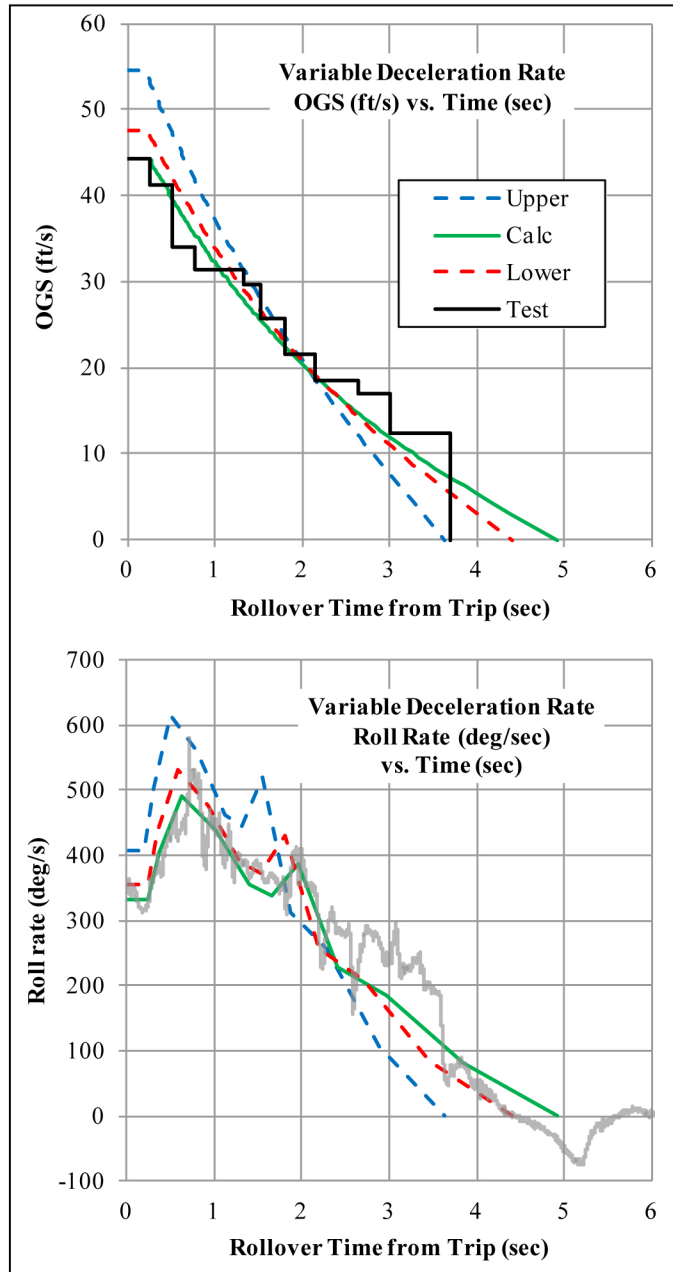 Variable Deceleration Rate
OGS (ft/s) vs. Time (sec)
60
50
40
30
20
10
0
OGS (ft/s)
Upper
Calc
Lower
Test
0 1 2 3 4 5 6
Rollover Time from Trip (sec)
Variable Deceleration Rate
Roll Rate (deg/sec)
vs. Time (sec)
700
600
500
400
300
200
100
0
-100
Roll rate (deg/s)
0 1 2 3 4 5 6
Rollover Time from Trip (sec)